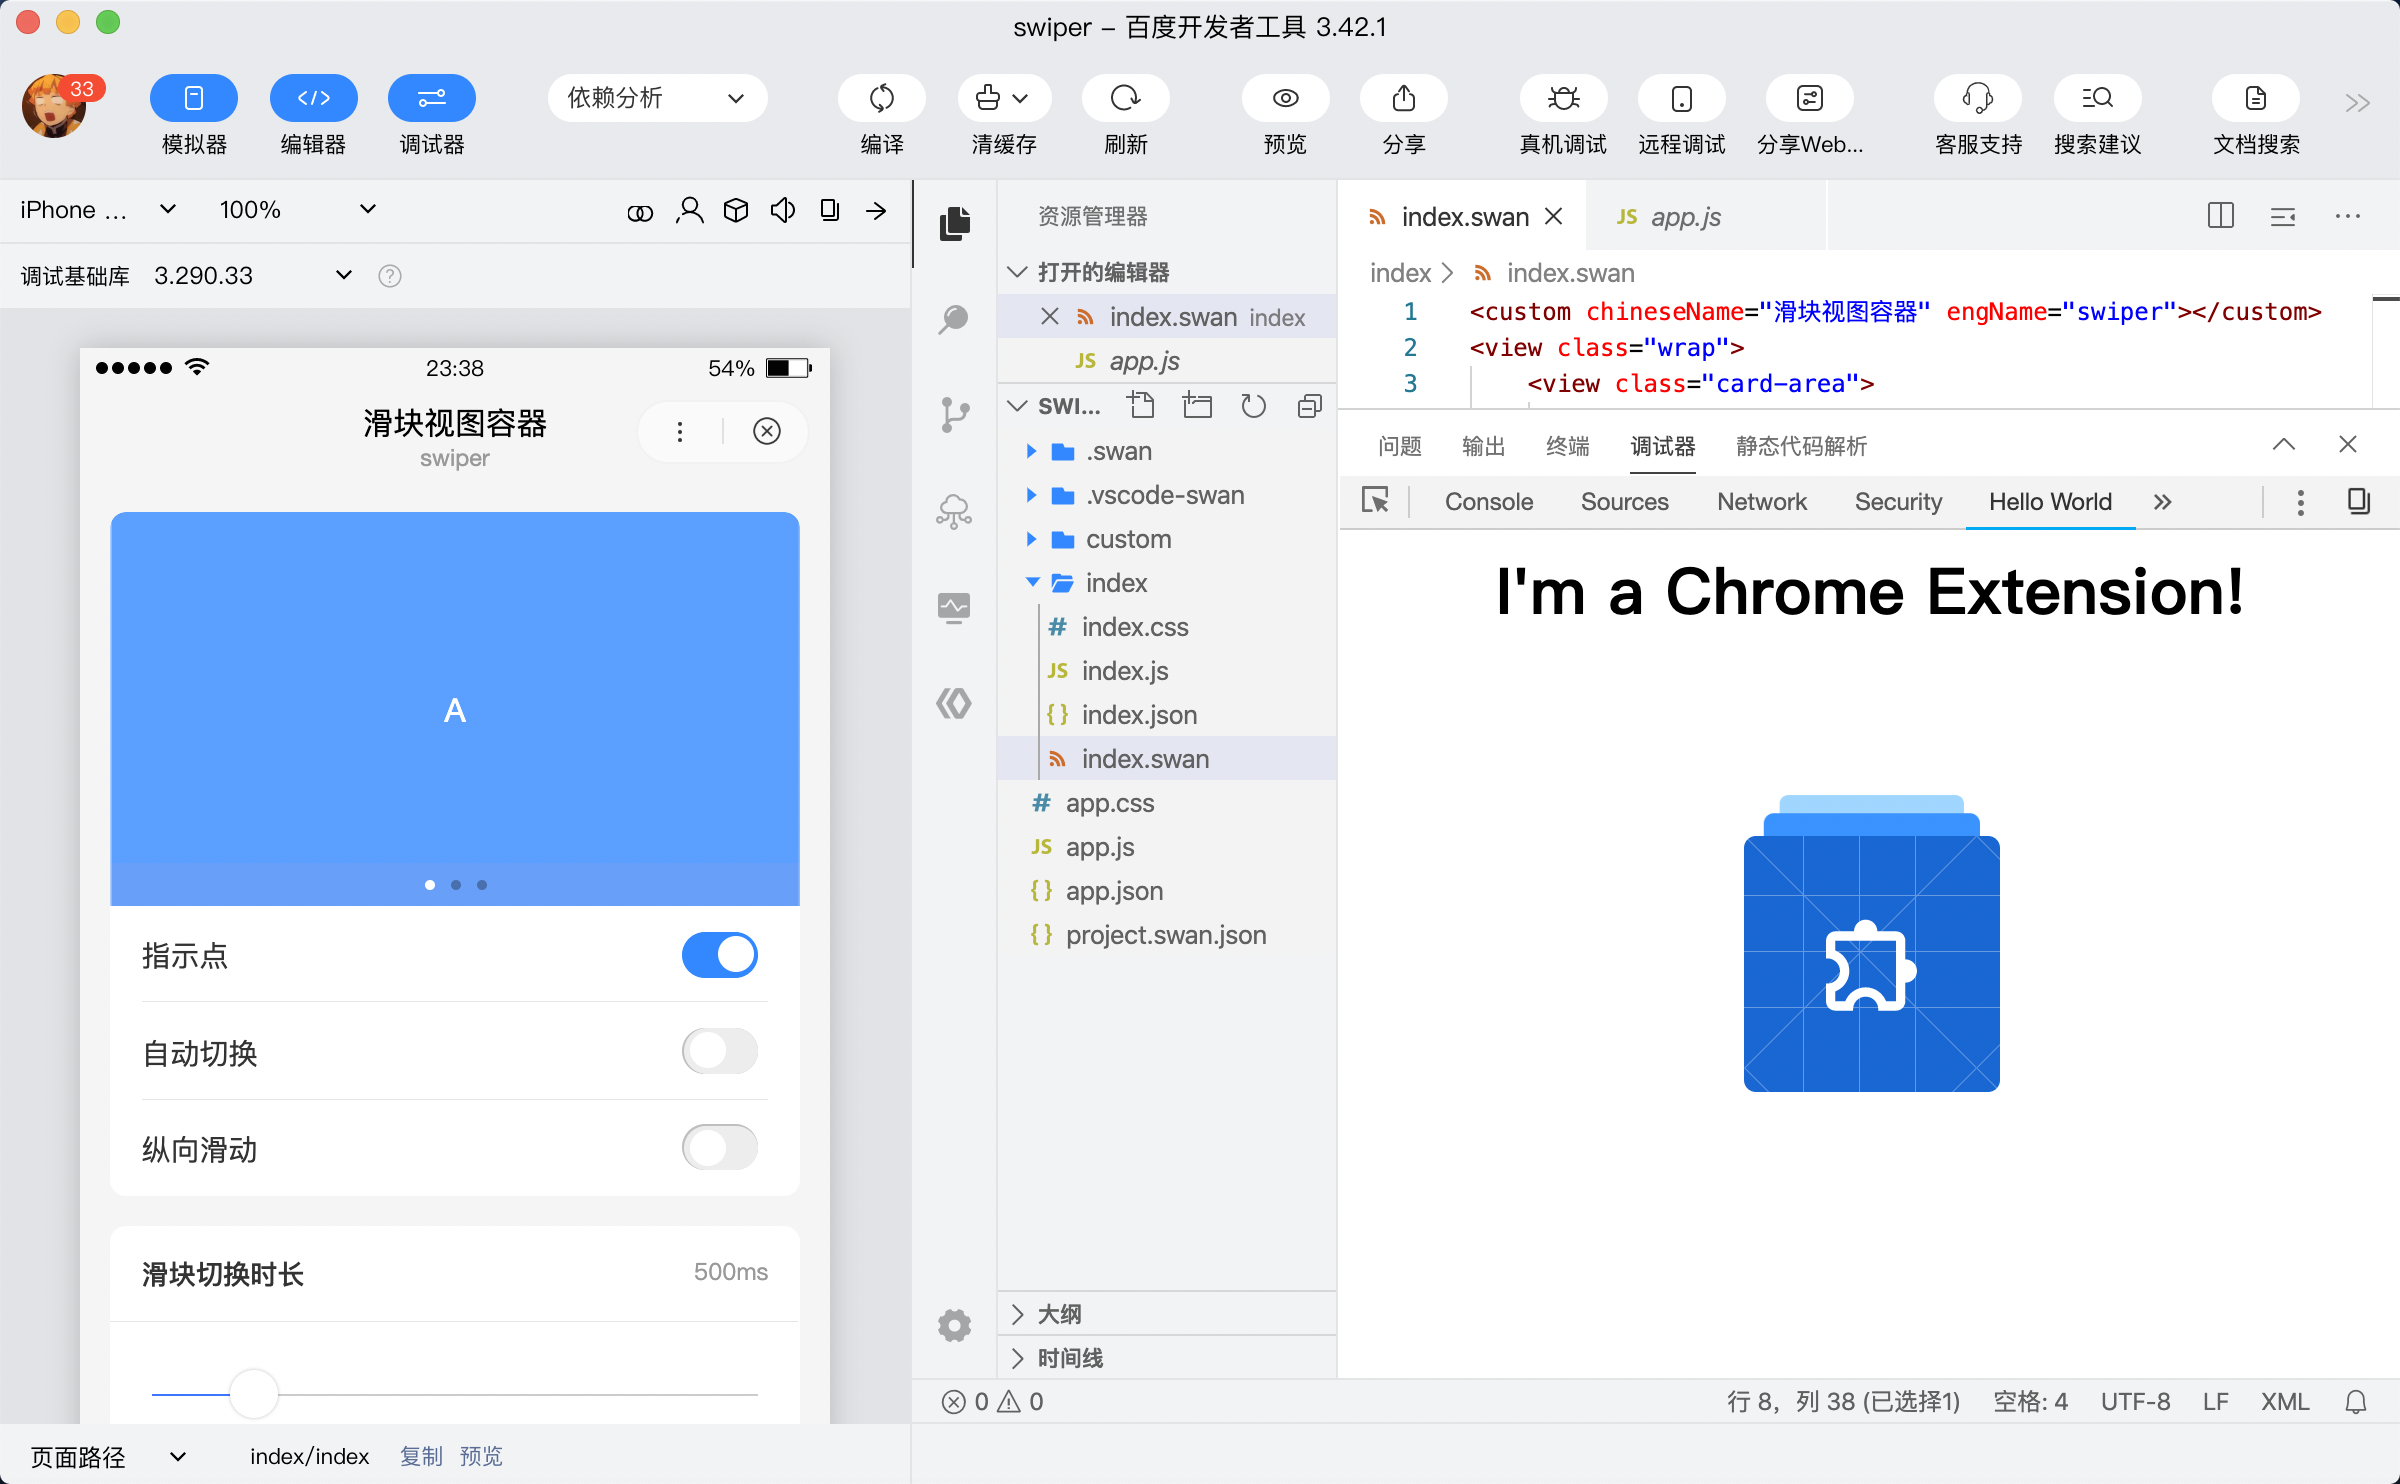 swiper – 百度开发者工具 3.42.1
33
模拟器 编辑器 调试器 依赖分析 编译 清缓存 刷新 预览 分享 真机调试 远程调试 分享Web... 客服支持 搜索建议 文档搜索
iPhone ... 100%
调试基础库 3.290.33
23:38 54%
滑块视图容器
swiper
A
指示点
自动切换
纵向滑动
滑块切换时长 500ms
页面路径 index/index 复制 预览
资源管理器
打开的编辑器
index.swan index
JS app.js
SWI...
.swan
.vscode-swan
custom
index
# index.css
JS index.js
{ } index.json
index.swan
# app.css
JS app.js
{ } app.json
{ } project.swan.json
大纲
时间线
index.swan JS app.js
index index.swan
1 <custom chineseName="滑块视图容器" engName="swiper"></custom>
2 <view class="wrap">
3 <view class="card-area">
问题 输出 终端 调试器 静态代码解析
Console Sources Network Security Hello World
I'm a Chrome Extension!
0 0 行 8，列 38 (已选择1) 空格: 4 UTF-8 LF XML